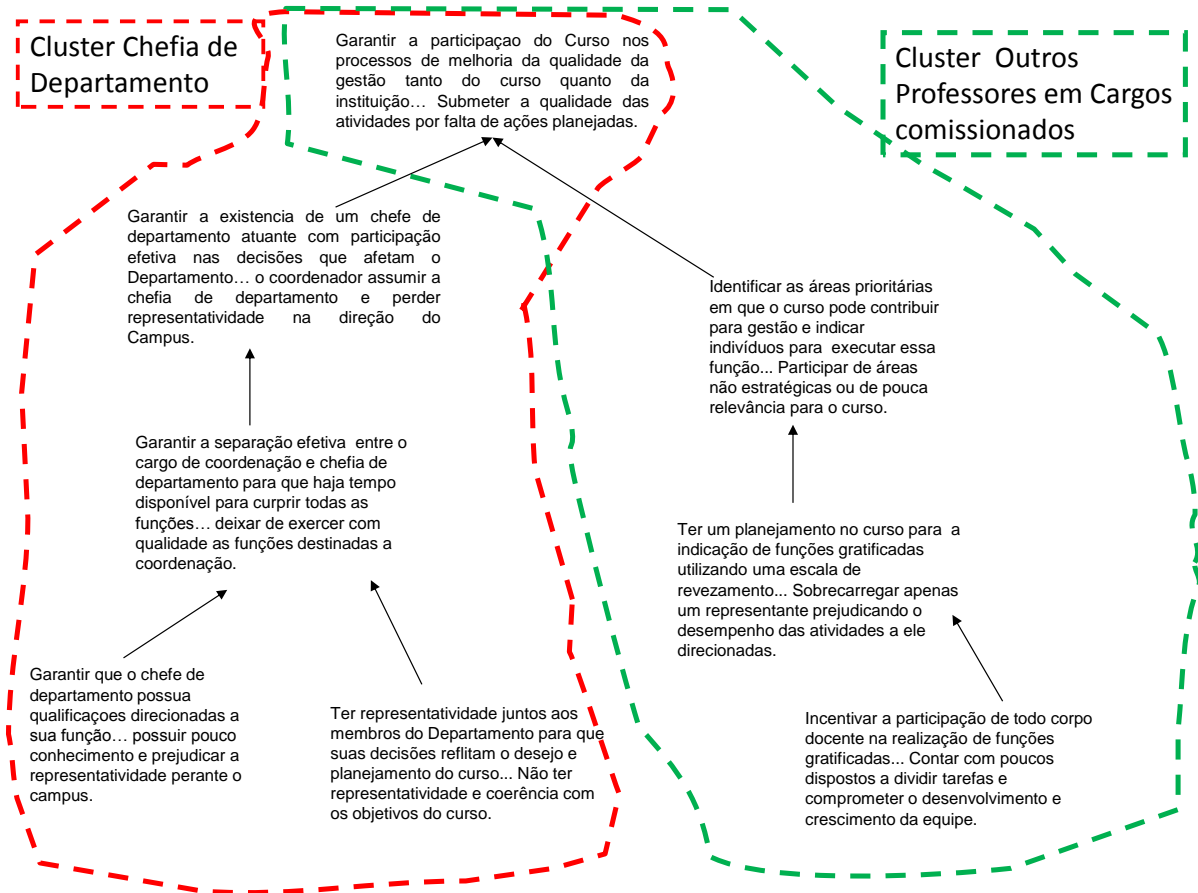 Cluster Chefia de
Departamento
Garantir a participaçao do Curso nos
processos de melhoria da qualidade da
gestão tanto do curso quanto da
instituição... Submeter a qualidade das
atividades por falta de ações planejadas.
Cluster Outros
Professores em Cargos
comissionados
Garantir a existencia de um chefe de
departamento atuante com participação
efetiva nas decisões que afetam o
Departamento... o coordenador assumir a
chefia de departamento e perder
representatividade na direção do
Campus.
Identificar as áreas prioritárias
em que o curso pode contribuir
para gestão e indicar
indivíduos para executar essa
função... Participar de áreas
não estratégicas ou de pouca
relevância para o curso.
Garantir a separação efetiva entre o
cargo de coordenação e chefia de
departamento para que haja tempo
disponível para curprir todas as
funções... deixar de exercer com
qualidade as funções destinadas a
coordenação.
Ter um planejamento no curso para a
indicação de funções gratificadas
utilizando uma escala de
revezamento... Sobrecarregar apenas
um representante prejudicando o
desempenho das atividades a ele
direcionadas.
Garantir que o chefe de
departamento possua
qualificaçoes direcionadas a
sua função... possuir pouco
conhecimento e prejudicar a
representatividade perante o
campus.
Ter representatividade juntos aos
membros do Departamento para que
suas decisões reflitam o desejo e
planejamento do curso... Não ter
representatividade e coerência com
os objetivos do curso.
Incentivar a participação de todo corpo
docente na realização de funções
gratificadas... Contar com poucos
dispostos a dividir tarefas e
comprometer o desenvolvimento e
crescimento da equipe.